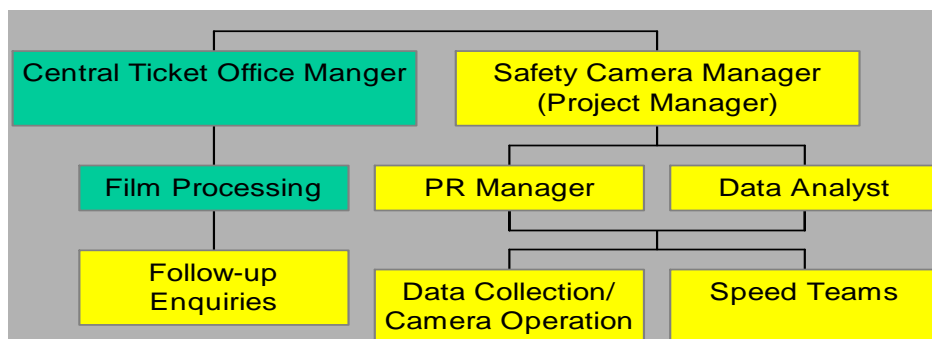 Central Ticket Office Manger
Safety Camera Manager
(Project Manager)
Film Processing
PR Manager
Data Analyst
Follow-up
Enquiries
Data Collection/
Camera Operation
Speed Teams